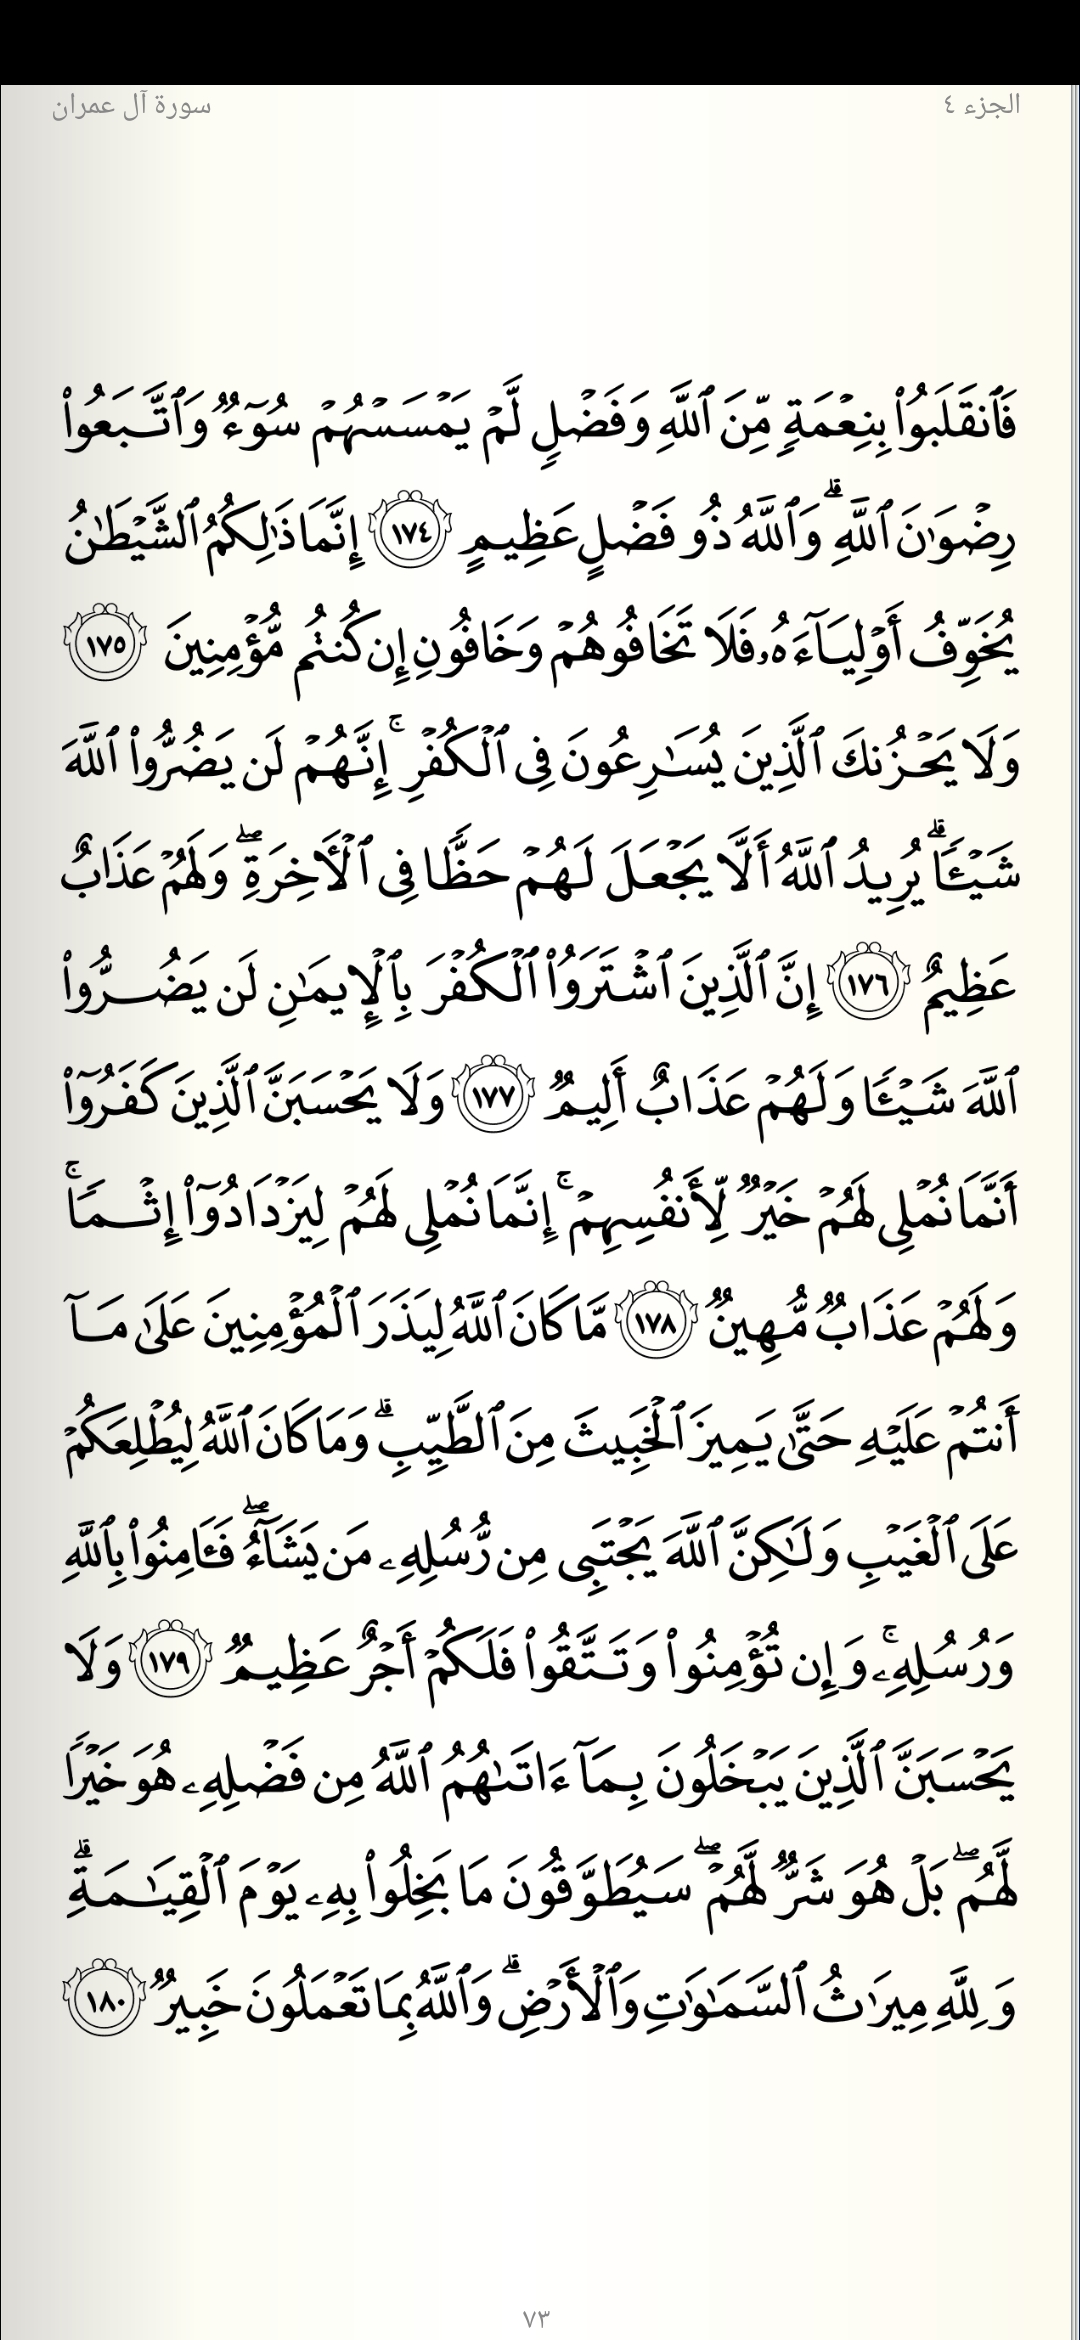 الجزء ٤
سورة آل عمران
فَٱنقَلَبُوا۟ بِنِعْمَةٍ مِّنَ ٱللَّهِ وَفَضْلٍ لَّمْ يَمْسَسْهُمْ سُوٓءٌ وَٱتَّبَعُوا۟
رِضْوَٰنَ ٱللَّهِ ۗ وَٱللَّهُ ذُو فَضْلٍ عَظِيمٍ ١٧٤ إِنَّمَا ذَٰلِكُمُ ٱلشَّيْطَٰنُ
يُخَوِّفُ أَوْلِيَآءَهُۥ فَلَا تَخَافُوهُمْ وَخَافُونِ إِن كُنتُم مُّؤْمِنِينَ ١٧٥
وَلَا يَحْزُنكَ ٱلَّذِينَ يُسَٰرِعُونَ فِى ٱلْكُفْرِ ۚ إِنَّهُمْ لَن يَضُرُّوا۟ ٱللَّهَ
شَيْـًٔا ۗ يُرِيدُ ٱللَّهُ أَلَّا يَجْعَلَ لَهُمْ حَظًّا فِى ٱلْـَٔاخِرَةِ ۖ وَلَهُمْ عَذَابٌ
عَظِيمٌ ١٧٦ إِنَّ ٱلَّذِينَ ٱشْتَرَوُا۟ ٱلْكُفْرَ بِٱلْإِيمَٰنِ لَن يَضُرُّوا۟
ٱللَّهَ شَيْـًٔا وَلَهُمْ عَذَابٌ أَلِيمٌ ١٧٧ وَلَا يَحْسَبَنَّ ٱلَّذِينَ كَفَرُوٓا۟
أَنَّمَا نُمْلِى لَهُمْ خَيْرٌ لِّأَنفُسِهِمْ ۚ إِنَّمَا نُمْلِى لَهُمْ لِيَزْدَادُوٓا۟ إِثْمًا ۚ
وَلَهُمْ عَذَابٌ مُّهِينٌ ١٧٨ مَّا كَانَ ٱللَّهُ لِيَذَرَ ٱلْمُؤْمِنِينَ عَلَىٰ مَآ
أَنتُمْ عَلَيْهِ حَتَّىٰ يَمِيزَ ٱلْخَبِيثَ مِنَ ٱلطَّيِّبِ ۗ وَمَا كَانَ ٱللَّهُ لِيُطْلِعَكُمْ
عَلَى ٱلْغَيْبِ وَلَٰكِنَّ ٱللَّهَ يَجْتَبِى مِن رُّسُلِهِۦ مَن يَشَآءُ ۖ فَـَٔامِنُوا۟ بِٱللَّهِ
وَرُسُلِهِۦ ۚ وَإِن تُؤْمِنُوا۟ وَتَتَّقُوا۟ فَلَكُمْ أَجْرٌ عَظِيمٌ ١٧٩ وَلَا
يَحْسَبَنَّ ٱلَّذِينَ يَبْخَلُونَ بِمَآ ءَاتَىٰهُمُ ٱللَّهُ مِن فَضْلِهِۦ هُوَ خَيْرًا
لَّهُم ۖ بَلْ هُوَ شَرٌّ لَّهُمْ ۖ سَيُطَوَّقُونَ مَا بَخِلُوا۟ بِهِۦ يَوْمَ ٱلْقِيَٰمَةِ ۗ
وَلِلَّهِ مِيرَٰثُ ٱلسَّمَٰوَٰتِ وَٱلْأَرْضِ ۗ وَٱللَّهُ بِمَا تَعْمَلُونَ خَبِيرٌ ١٨٠
٧٣